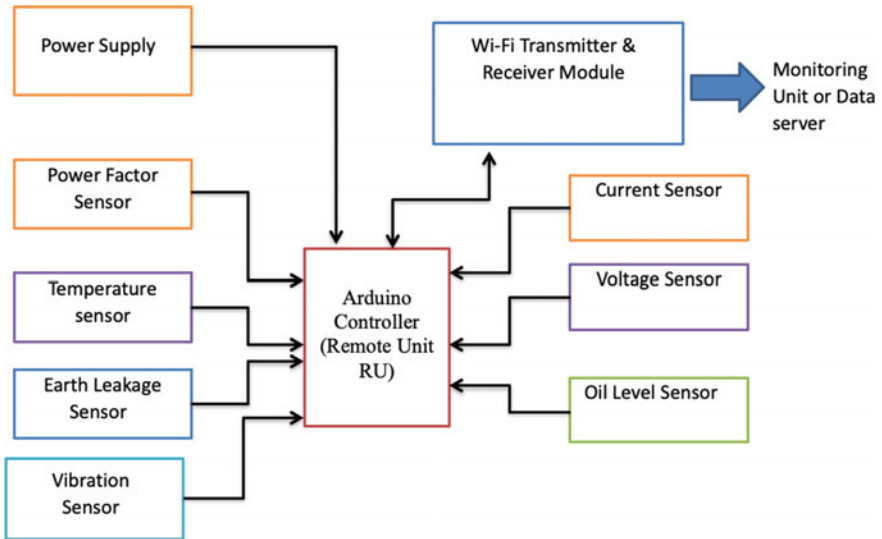 Power Supply
Wi-Fi Transmitter &
Receiver Module
Monitoring
Unit or Data
server
Power Factor
Sensor
Current Sensor
Temperature
sensor
Arduino
Controller
(Remote Unit
RU)
Voltage Sensor
Earth Leakage
Sensor
Oil Level Sensor
Vibration
Sensor